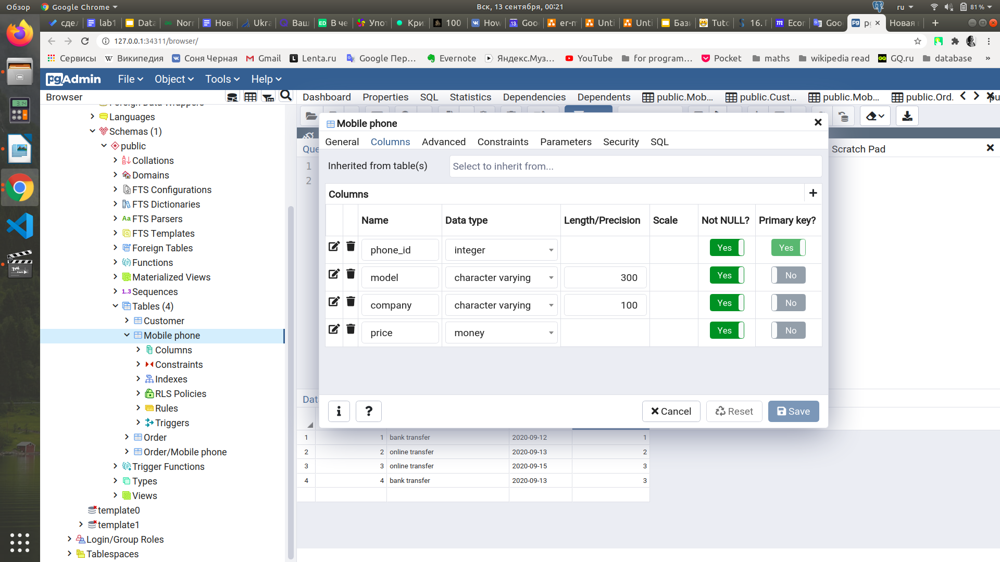 Обзор
Google Chrome
Вск, 13 сентября, 00:21
ru
81 %
сде
lab1
Data
Norr
Нові
Ukra
Ваш
В че
Упот
Кри
100
How
Goo
er-m
Unti
Unti
Бази
Tuto
16. Г
Ecor
Goo
pg
Новая
127.0.0.1:34311/browser/
Сервисы
Википедия
Соня Черная
Gmail
Lenta.ru
Google Пер...
Evernote
Яндекс.Муз...
YouTube
for program...
Pocket
maths
wikipedia read
GQ.ru
database
»
pgAdmin
File
Object
Tools
Help
Browser
Dashboard
Properties
SQL
Statistics
Dependencies
Dependents
public.Mob...
public.Cust...
public.Mob...
public.Ord.
pu
Foreign Data Wrappers
Languages
Schemas (1)
public
Collations
Domains
FTS Configurations
FTS Dictionaries
FTS Parsers
FTS Templates
Foreign Tables
Functions
Materialized Views
Sequences
Tables (4)
Customer
Mobile phone
Columns
Constraints
Indexes
RLS Policies
Rules
Triggers
Order
Order/Mobile phone
Trigger Functions
Types
Views
template0
template1
Login/Group Roles
Tablespaces
Que
1
2
Scratch Pad
Mobile phone
General
Columns
Advanced
Constraints
Parameters
Security
SQL
Inherited from table(s)
Select to inherit from...
Columns
Name
Data type
Length/Precision
Scale
Not NULL?
Primary key?
phone_id
integer
Yes
Yes
model
character varying
300
Yes
No
company
character varying
100
Yes
No
price
money
Yes
No
i
?
Cancel
Reset
Save
Dat
1 1 bank transfer 2020-09-12 1
2 2 online transfer 2020-09-13 2
3 3 online transfer 2020-09-15 3
4 4 bank transfer 2020-09-13 3